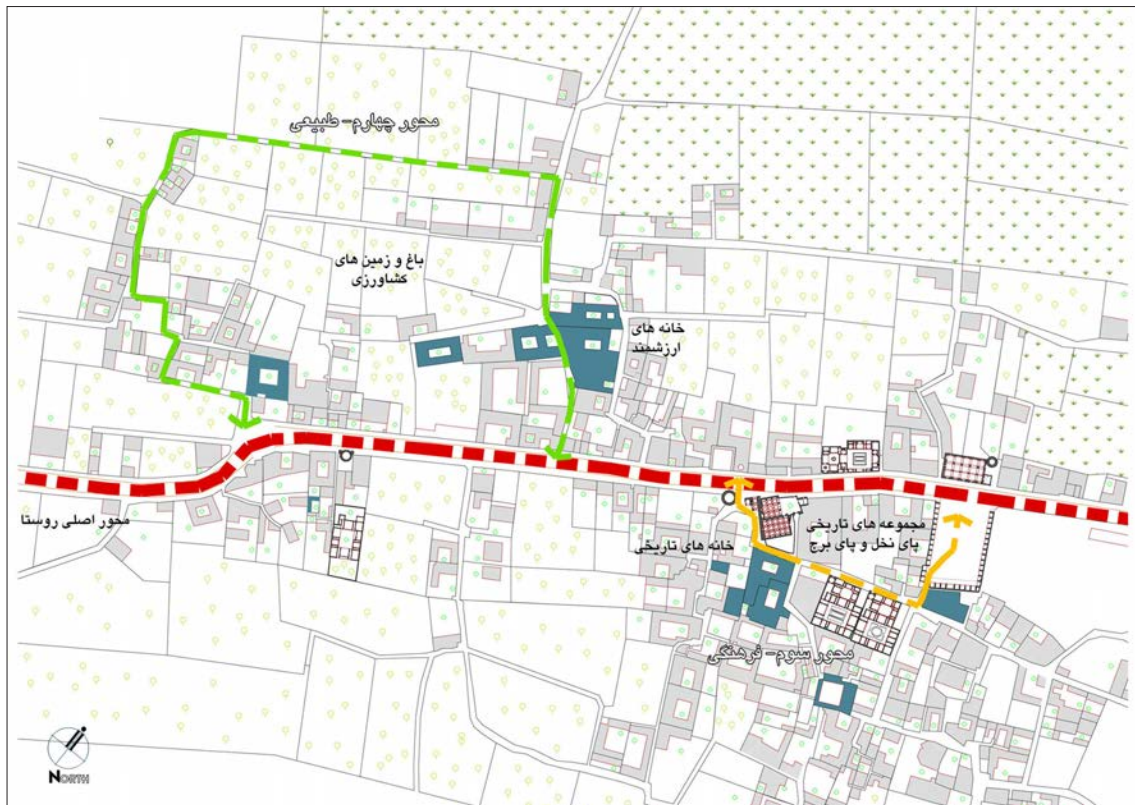 محور چهارم- طبیعی
باغ و زمین های
کشاورزی
خانه های
ارزشمند
محور اصلی روستا
مجموعه های تاریخی
پای نخل و پای برج
خانه های تاریخی
محور سوم- فرهنگی
NORTH